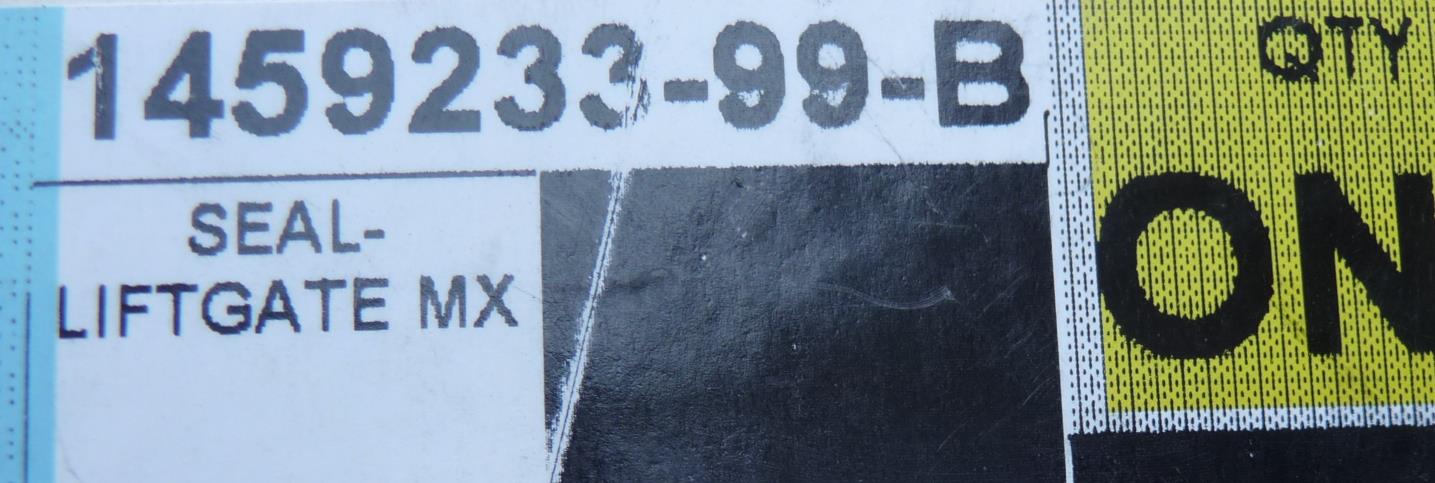 1459233-99-B
QTY
SEAL-
LIFTGATE MX
ON